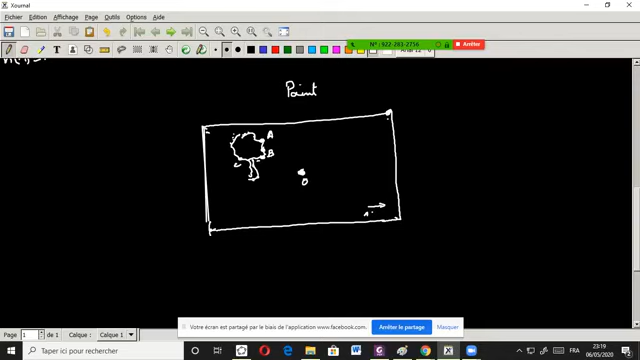 Xournal
Fichier Edition Affichage Page Outils Options Aide
N° : 922-283-2756 Arrêter
Point
A
B
C
O
Votre écran est partagé par le biais de l'application www.facebook.com. Arrêter le partage Masquer
Page 1 de 1 Calque : Calque 1
Taper ici pour rechercher
FRA
23:19
06/05/2020